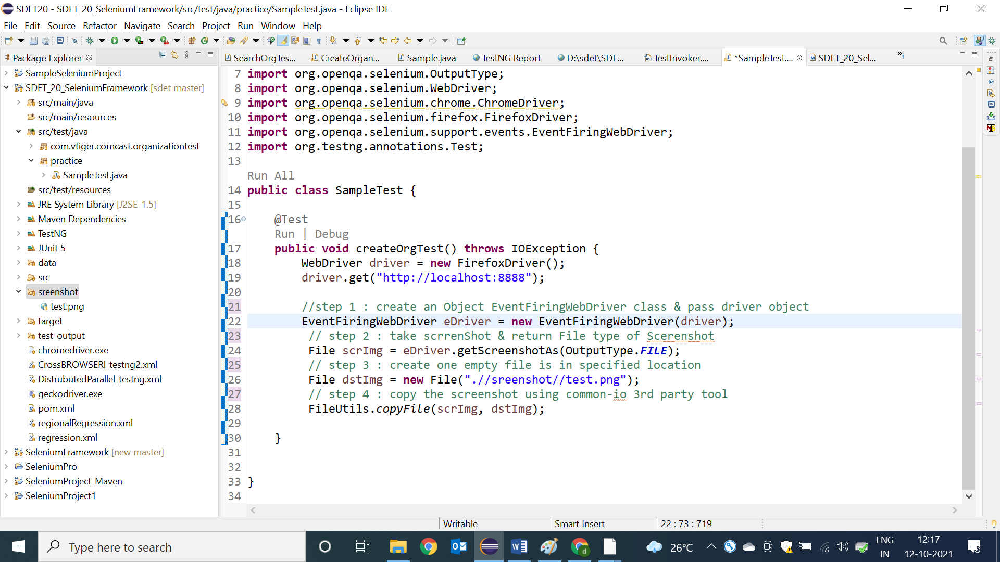 SDET20 - SDET_20_SeleniumFramework/src/test/java/practice/SampleTest.java - Eclipse IDE
File Edit Source Refactor Navigate Search Project Run Window Help
Package Explorer
SampleSeleniumProject
SDET_20_SeleniumFramework [sdet master]
src/main/java
src/main/resources
src/test/java
com.vtiger.comcast.organizationtest
practice
SampleTest.java
src/test/resources
JRE System Library [J2SE-1.5]
Maven Dependencies
TestNG
JUnit 5
data
src
sreenshot
test.png
target
test-output
chromedriver.exe
CrossBROWSERl_testng2.xml
DistrubutedParallel_testng.xml
geckodriver.exe
pom.xml
regionalRegression.xml
regression.xml
SeleniumFramework [new master]
SeleniumPro
SeleniumProject_Maven
SeleniumProject1
SearchOrgTes... CreateOrgan... Sample.java TestNG Report D:\sdet\SDE... TestInvoker.... *SampleTest.... SDET_20_Sel... »1
7 import org.openqa.selenium.OutputType;
8 import org.openqa.selenium.WebDriver;
9 import org.openqa.selenium.chrome.ChromeDriver;
10 import org.openqa.selenium.firefox.FirefoxDriver;
11 import org.openqa.selenium.support.events.EventFiringWebDriver;
12 import org.testng.annotations.Test;
13
Run All
14 public class SampleTest {
15
16 @Test
Run | Debug
17 public void createOrgTest() throws IOException {
18 WebDriver driver = new FirefoxDriver();
19 driver.get("http://localhost:8888");
20
21 //step 1 : create an Object EventFiringWebDriver class & pass driver object
22 EventFiringWebDriver eDriver = new EventFiringWebDriver(driver);
23 // step 2 : take scrrenShot & return File type of Scerenshot
24 File scrImg = eDriver.getScreenshotAs(OutputType.FILE);
25 // step 3 : create one empty file is in specified location
26 File dstImg = new File(".//sreenshot//test.png");
27 // step 4 : copy the screenshot using common-io 3rd party tool
28 FileUtils.copyFile(scrImg, dstImg);
29
30 }
31
32
33 }
34
Writable Smart Insert 22 : 73 : 719
Type here to search
26°C
ENG
IN
12:17
12-10-2021